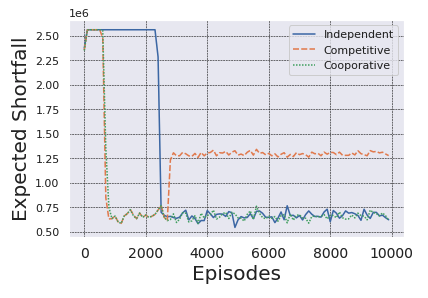 1e6
Expected Shortfall
2.50
2.25
2.00
1.75
1.50
1.25
1.00
0.75
0.50
Independent
Competitive
Cooporative
0 2000 4000 6000 8000 10000
Episodes